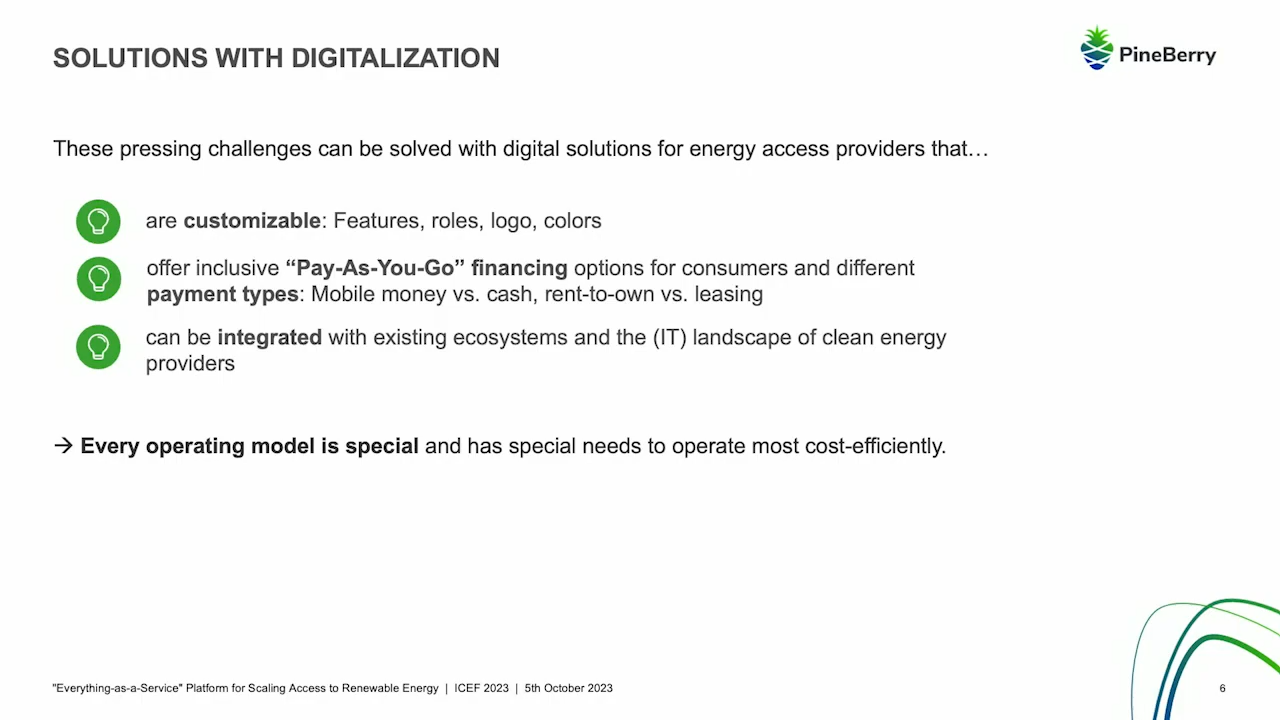 SOLUTIONS WITH DIGITALIZATION
PineBerry
These pressing challenges can be solved with digital solutions for energy access providers that…
are customizable: Features, roles, logo, colors
offer inclusive “Pay-As-You-Go” financing options for consumers and different
payment types: Mobile money vs. cash, rent-to-own vs. leasing
can be integrated with existing ecosystems and the (IT) landscape of clean energy
providers
→ Every operating model is special and has special needs to operate most cost-efficiently.
"Everything-as-a-Service" Platform for Scaling Access to Renewable Energy | ICEF 2023 | 5th October 2023
6